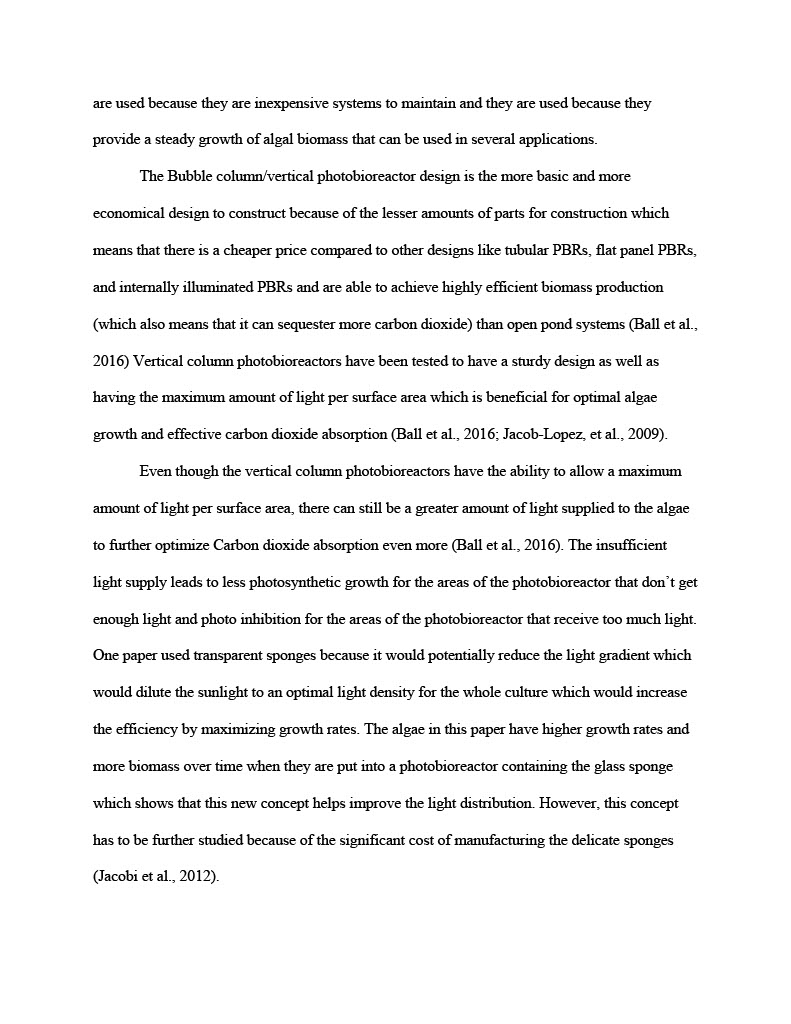 are used because they are inexpensive systems to maintain and they are used because they
provide a steady growth of algal biomass that can be used in several applications.
The Bubble column/vertical photobioreactor design is the more basic and more
economical design to construct because of the lesser amounts of parts for construction which
means that there is a cheaper price compared to other designs like tubular PBRs, flat panel PBRs,
and internally illuminated PBRs and are able to achieve highly efficient biomass production
(which also means that it can sequester more carbon dioxide) than open pond systems (Ball et al.,
2016) Vertical column photobioreactors have been tested to have a sturdy design as well as
having the maximum amount of light per surface area which is beneficial for optimal algae
growth and effective carbon dioxide absorption (Ball et al., 2016; Jacob-Lopez, et al., 2009).
Even though the vertical column photobioreactors have the ability to allow a maximum
amount of light per surface area, there can still be a greater amount of light supplied to the algae
to further optimize Carbon dioxide absorption even more (Ball et al., 2016). The insufficient
light supply leads to less photosynthetic growth for the areas of the photobioreactor that don’t get
enough light and photo inhibition for the areas of the photobioreactor that receive too much light.
One paper used transparent sponges because it would potentially reduce the light gradient which
would dilute the sunlight to an optimal light density for the whole culture which would increase
the efficiency by maximizing growth rates. The algae in this paper have higher growth rates and
more biomass over time when they are put into a photobioreactor containing the glass sponge
which shows that this new concept helps improve the light distribution. However, this concept
has to be further studied because of the significant cost of manufacturing the delicate sponges
(Jacobi et al., 2012).